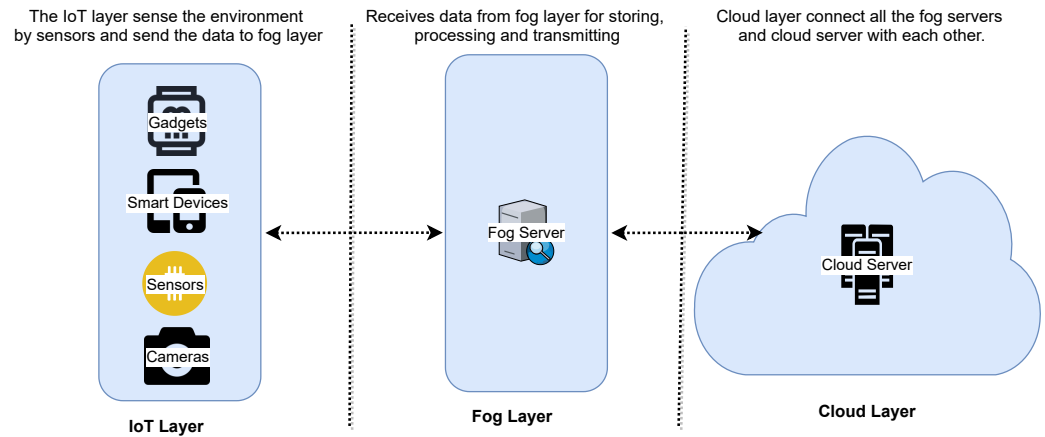 The IoT layer sense the environment
by sensors and send the data to fog layer
Receives data from fog layer for storing,
processing and transmitting
Cloud layer connect all the fog servers
and cloud server with each other.
Gadgets
Smart Devices
Sensors
Cameras
IoT Layer
Fog Server
Fog Layer
Cloud Server
Cloud Layer